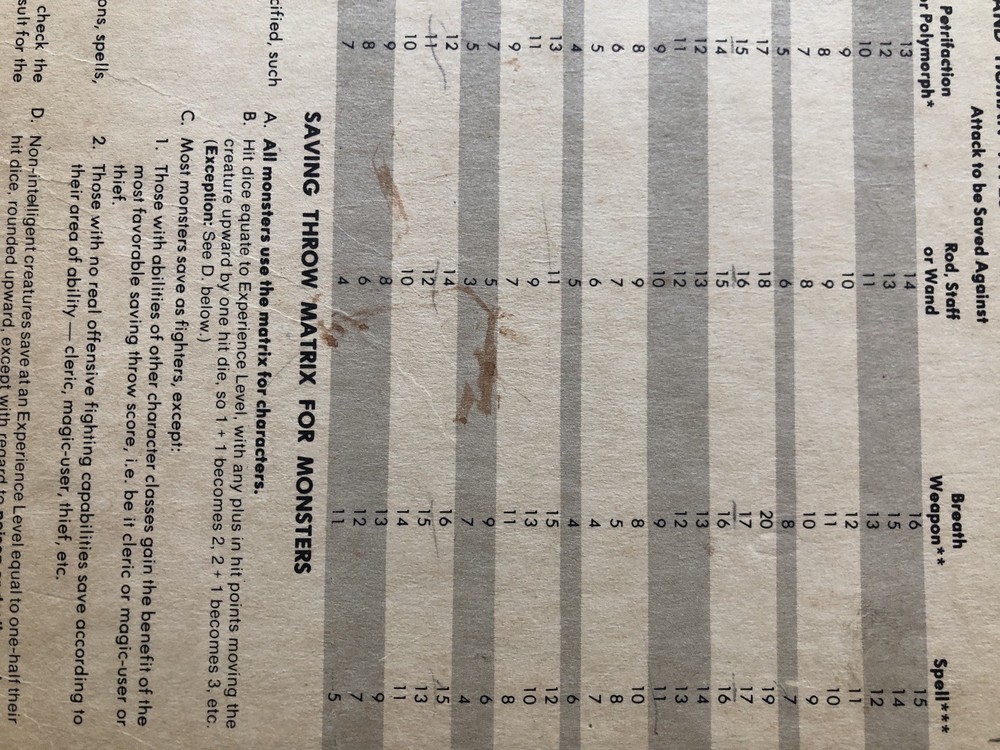 Attack to be Saved Against
Petrifaction Rod, Staff Breath Spell***
or Polymorph* or Wand Weapon**
13 14 16 15
12 13 15 14
10 11 13 12
9 10 12 11
8 9 11 10
7 8 10 9
5 6 8 7
17 18 20 19
15 16 17 17
14 15 16 16
12 13 13 14
11 12 12 13
9 10 9 11
8 9 8 10
6 7 5 8
5 6 4 7
4 5 4 6
13 11 15 12
11 9 13 10
9 7 11 8
7 5 9 6
5 3 7 4
12 14 16 15
11 12 15 13
10 10 14 11
9 8 13 9
8 6 12 7
7 4 11 5
SAVING THROW MATRIX FOR MONSTERS
cified, such
A. All monsters use the matrix for characters.
B. Hit dice equate to Experience Level, with any plus in hit points moving the
creature upward by one hit die, so 1 + 1 becomes 2, 2 + 1 becomes 3, etc.
(Exception: See D. below.)
C. Most monsters save as fighters, except:
1. Those with abilities of other character classes gain the benefit of the
most favorable saving throw score, i.e. be it cleric or magic-user or
thief.
ons, spells,
2. Those with no real offensive fighting capabilities save according to
their area of ability — cleric, magic-user, thief, etc.
check the
sult for the
D. Non-intelligent creatures save at an Experience Level equal to one-half their
hit dice, rounded upward, except with regard to